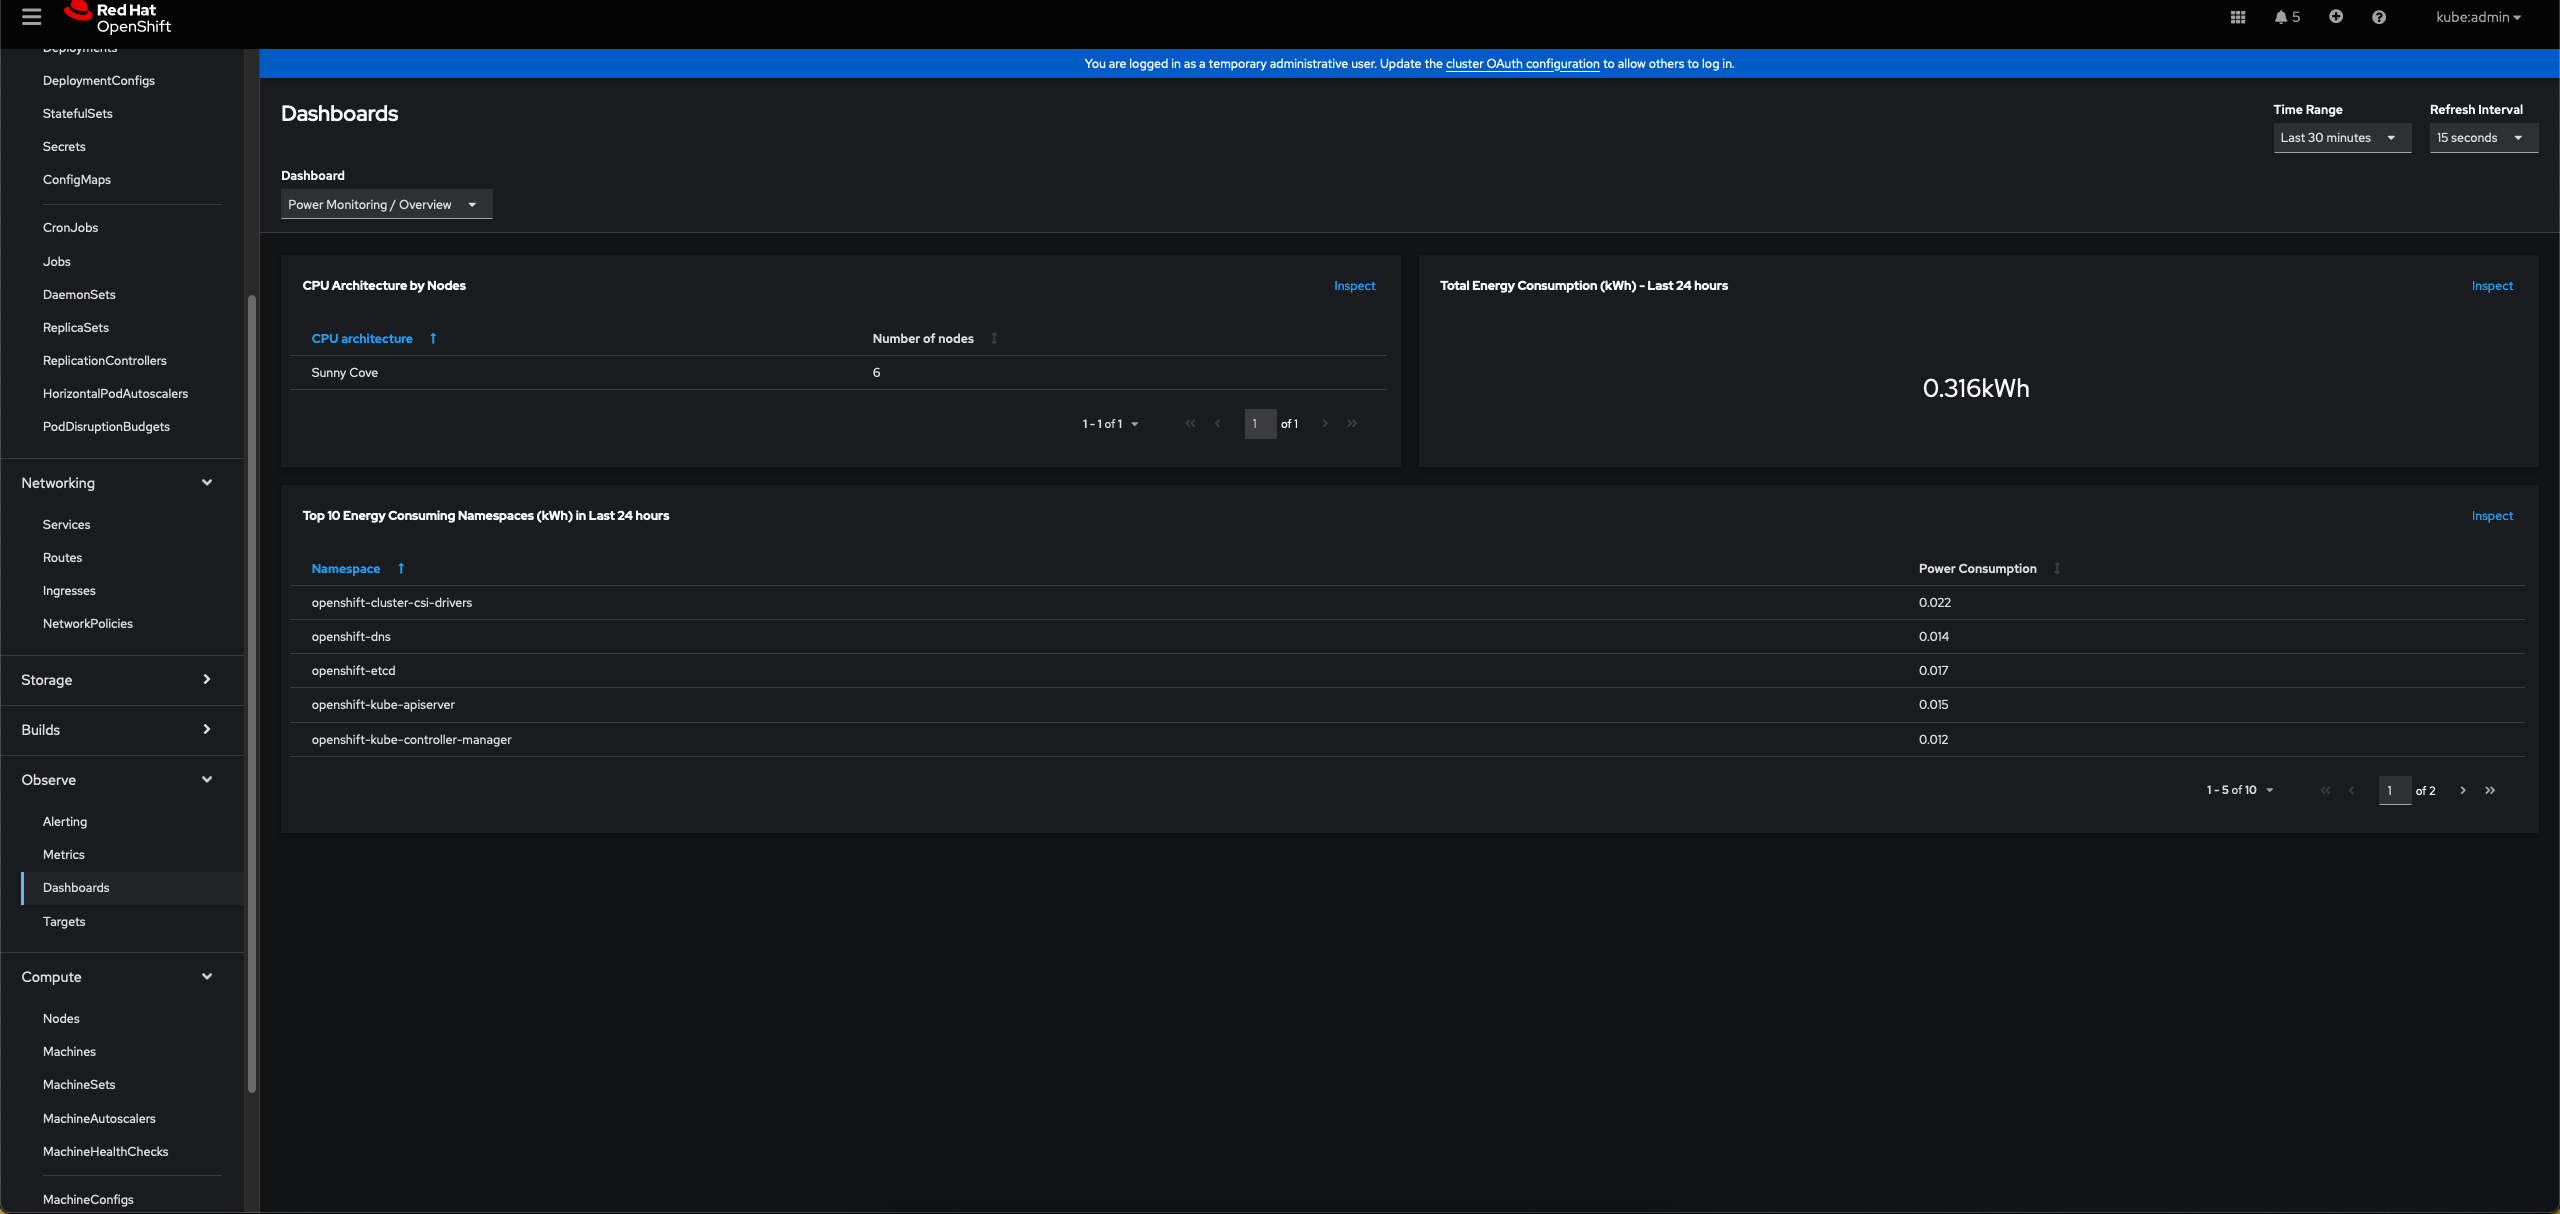 Red Hat
OpenShift
5
kube:admin
Deployments
DeploymentConfigs
StatefulSets
Secrets
ConfigMaps
CronJobs
Jobs
DaemonSets
ReplicaSets
ReplicationControllers
HorizontalPodAutoscalers
PodDisruptionBudgets
Networking
Services
Routes
Ingresses
NetworkPolicies
Storage
Builds
Observe
Alerting
Metrics
Dashboards
Targets
Compute
Nodes
Machines
MachineSets
MachineAutoscalers
MachineHealthChecks
MachineConfigs
You are logged in as a temporary administrative user. Update the cluster OAuth configuration to allow others to log in.
Dashboards
Time Range
Refresh Interval
Last 30 minutes
15 seconds
Dashboard
Power Monitoring / Overview
CPU Architecture by Nodes
Inspect
CPU architecture
Number of nodes
Sunny Cove
6
1 - 1 of 1
1 of 1
Total Energy Consumption (kWh) - Last 24 hours
Inspect
0.316kWh
Top 10 Energy Consuming Namespaces (kWh) in Last 24 hours
Inspect
Namespace
Power Consumption
openshift-cluster-csi-drivers
0.022
openshift-dns
0.014
openshift-etcd
0.017
openshift-kube-apiserver
0.015
openshift-kube-controller-manager
0.012
1 - 5 of 10
1 of 2